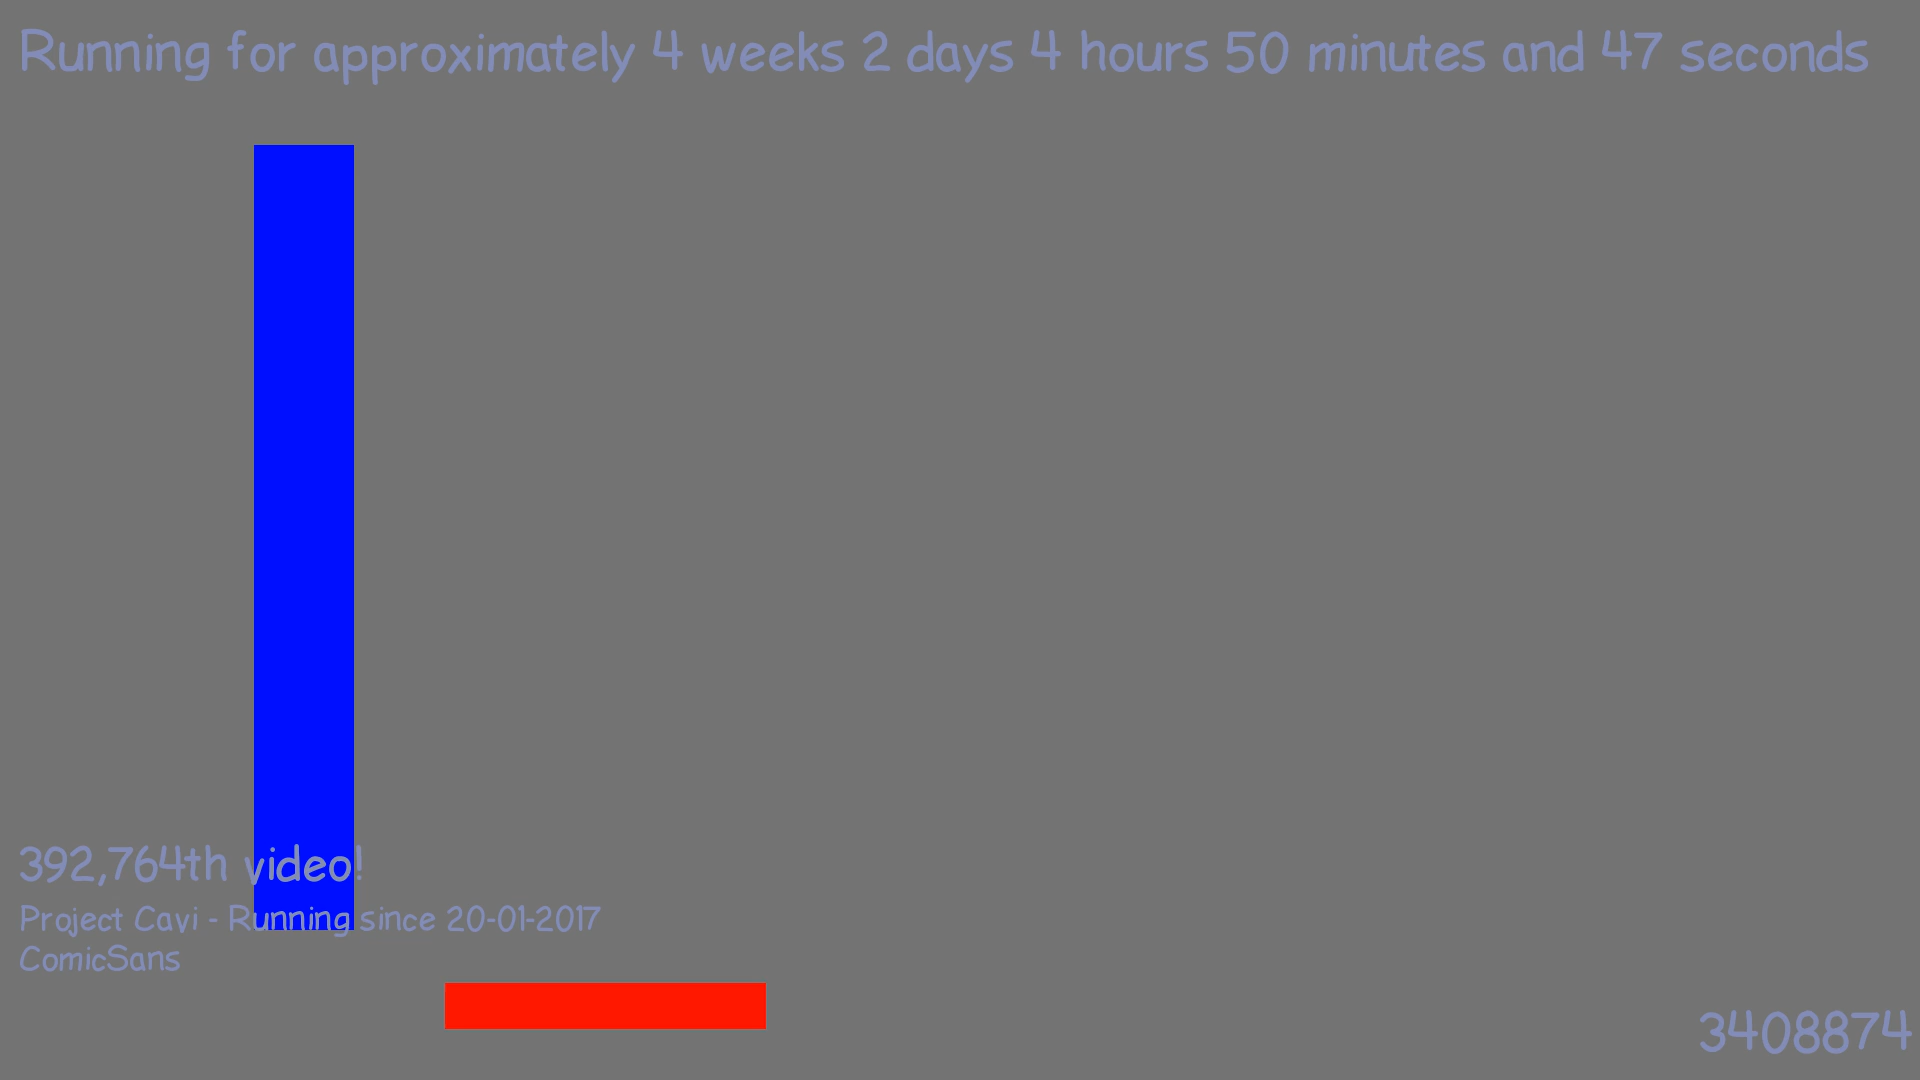 Running for approximately 4 weeks 2 days 4 hours 50 minutes and 47 seconds
392,764th video!
Project Cavi - Running since 20-01-2017
ComicSans
3408874